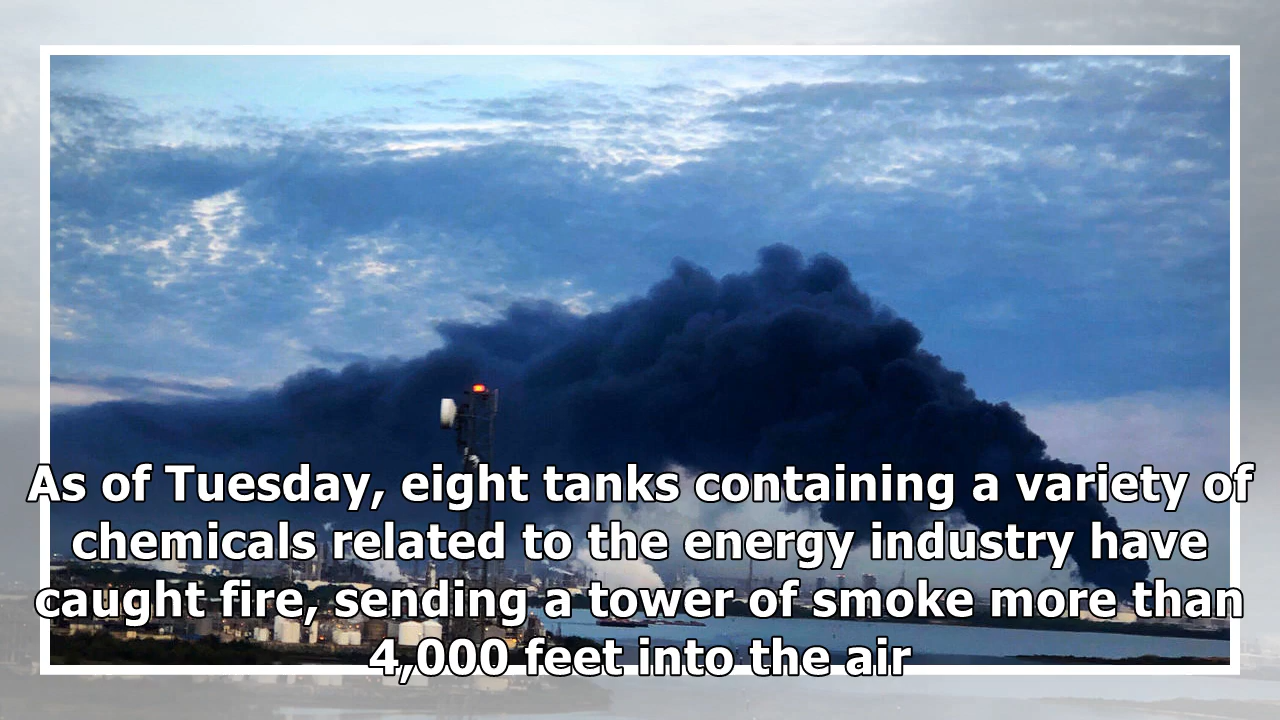 As of Tuesday, eight tanks containing a variety of
chemicals related to the energy industry have
caught fire, sending a tower of smoke more than
4,000 feet into the air